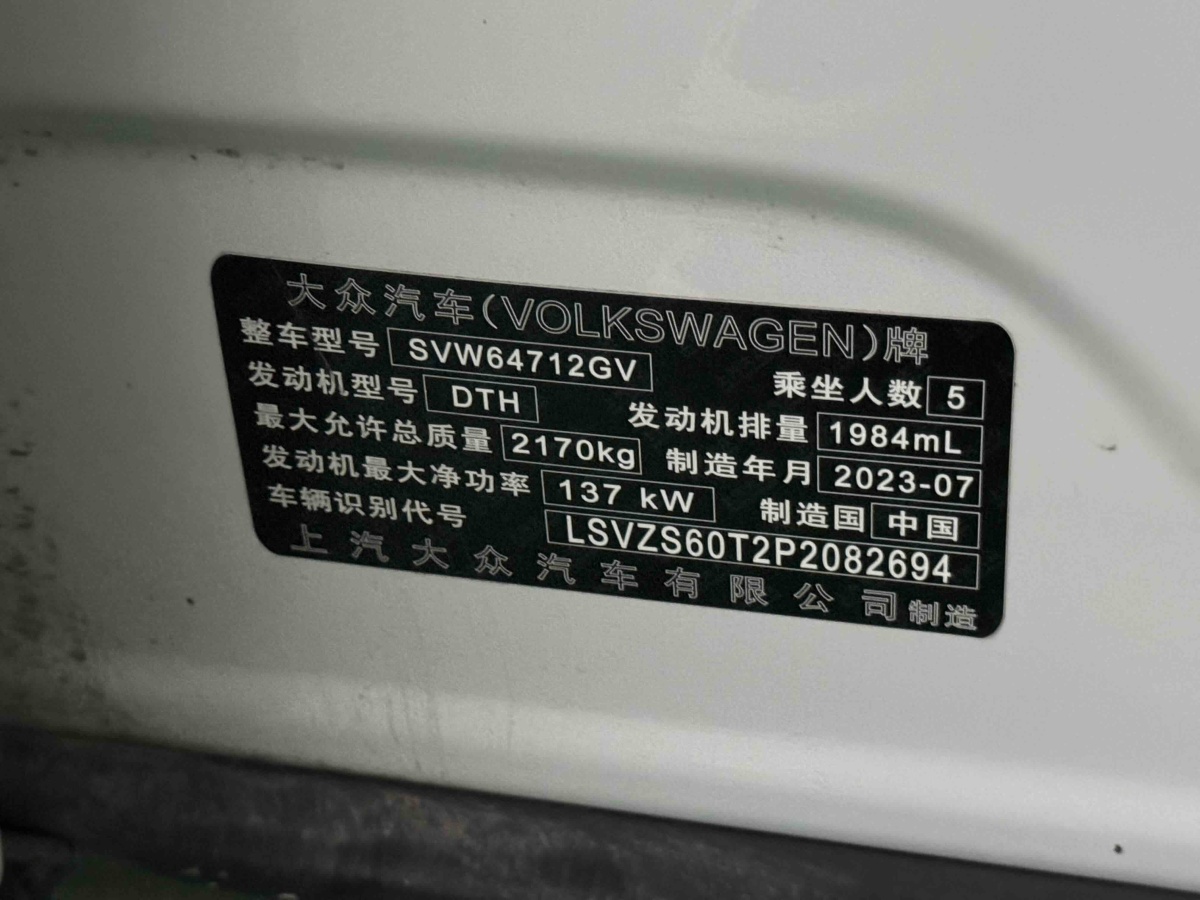 大众汽车(VOLKSWAGEN)牌
整车型号 SVW64712GV 乘坐人数 5
发动机型号 DTH 发动机排量 1984mL
最大允许总质量 2170kg 制造年月 2023-07
发动机最大净功率 137 kW 制造国 中国
车辆识别代号 LSVZS60T2P2082694
上汽大众汽车有限公司制造